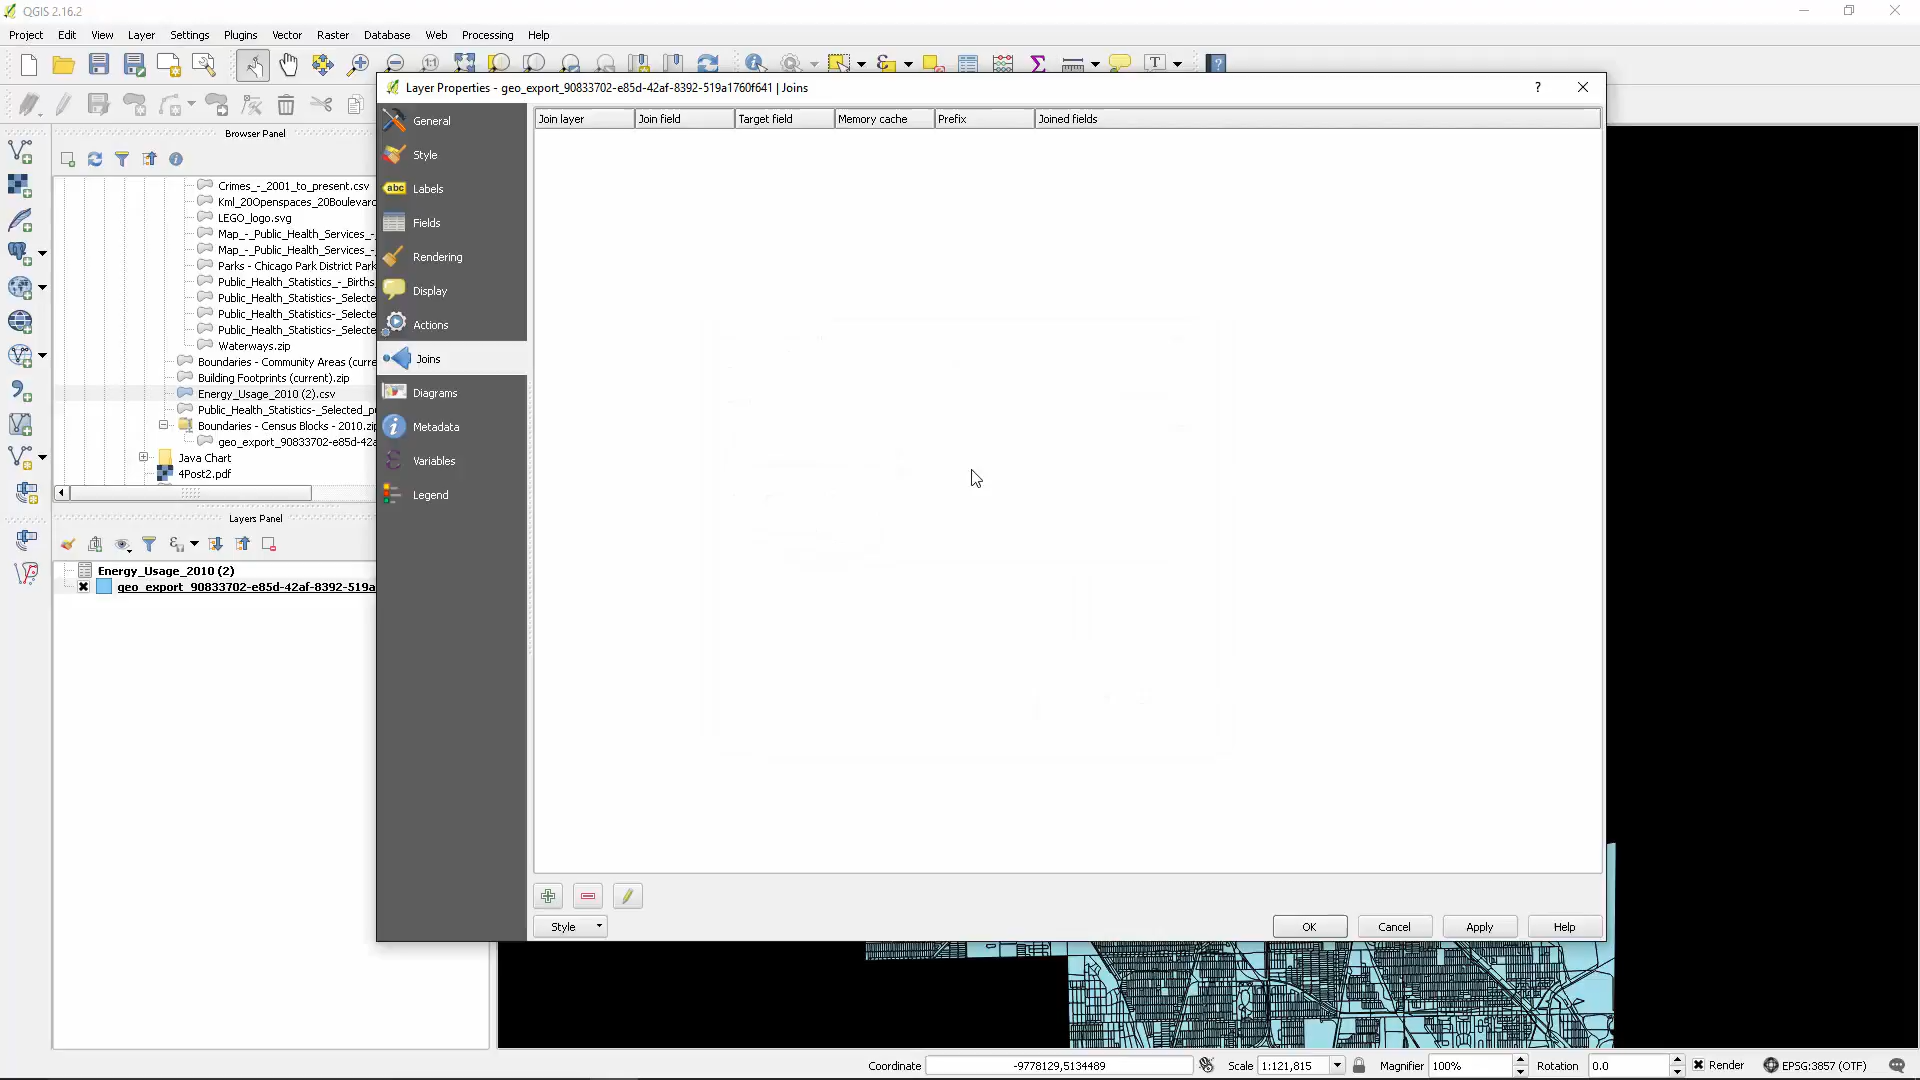 QGIS 2.16.2
Project Edit View Layer Settings Plugins Vector Raster Database Web Processing Help
Layer Properties - geo_export_90833702-e85d-42af-8392-519a1760f641 | Joins
Browser Panel
Crimes_-_2001_to_present.csv
Kml_20Openspaces_20Boulevard
LEGO_logo.svg
Map_-_Public_Health_Services_-
Map_-_Public_Health_Services_-
Parks - Chicago Park District Park
Public_Health_Statistics_-_Births
Public_Health_Statistics-_Selecte
Public_Health_Statistics-_Selecte
Public_Health_Statistics-_Selecte
Waterways.zip
Boundaries - Community Areas (curre
Building Footprints (current).zip
Energy_Usage_2010 (2).csv
Public_Health_Statistics-_Selected_pu
Boundaries - Census Blocks - 2010.zip
geo_export_90833702-e85d-42a
Java Chart
4Post2.pdf
Layers Panel
Energy_Usage_2010 (2)
geo_export_90833702-e85d-42af-8392-519a
General
Style
abc Labels
Fields
Rendering
Display
Actions
Joins
Diagrams
Metadata
Variables
Legend
Join layer Join field Target field Memory cache Prefix Joined fields
Style OK Cancel Apply Help
Coordinate -9778129,5134489 Scale 1:121,815 Magnifier 100% Rotation 0.0 Render EPSG:3857 (OTF)